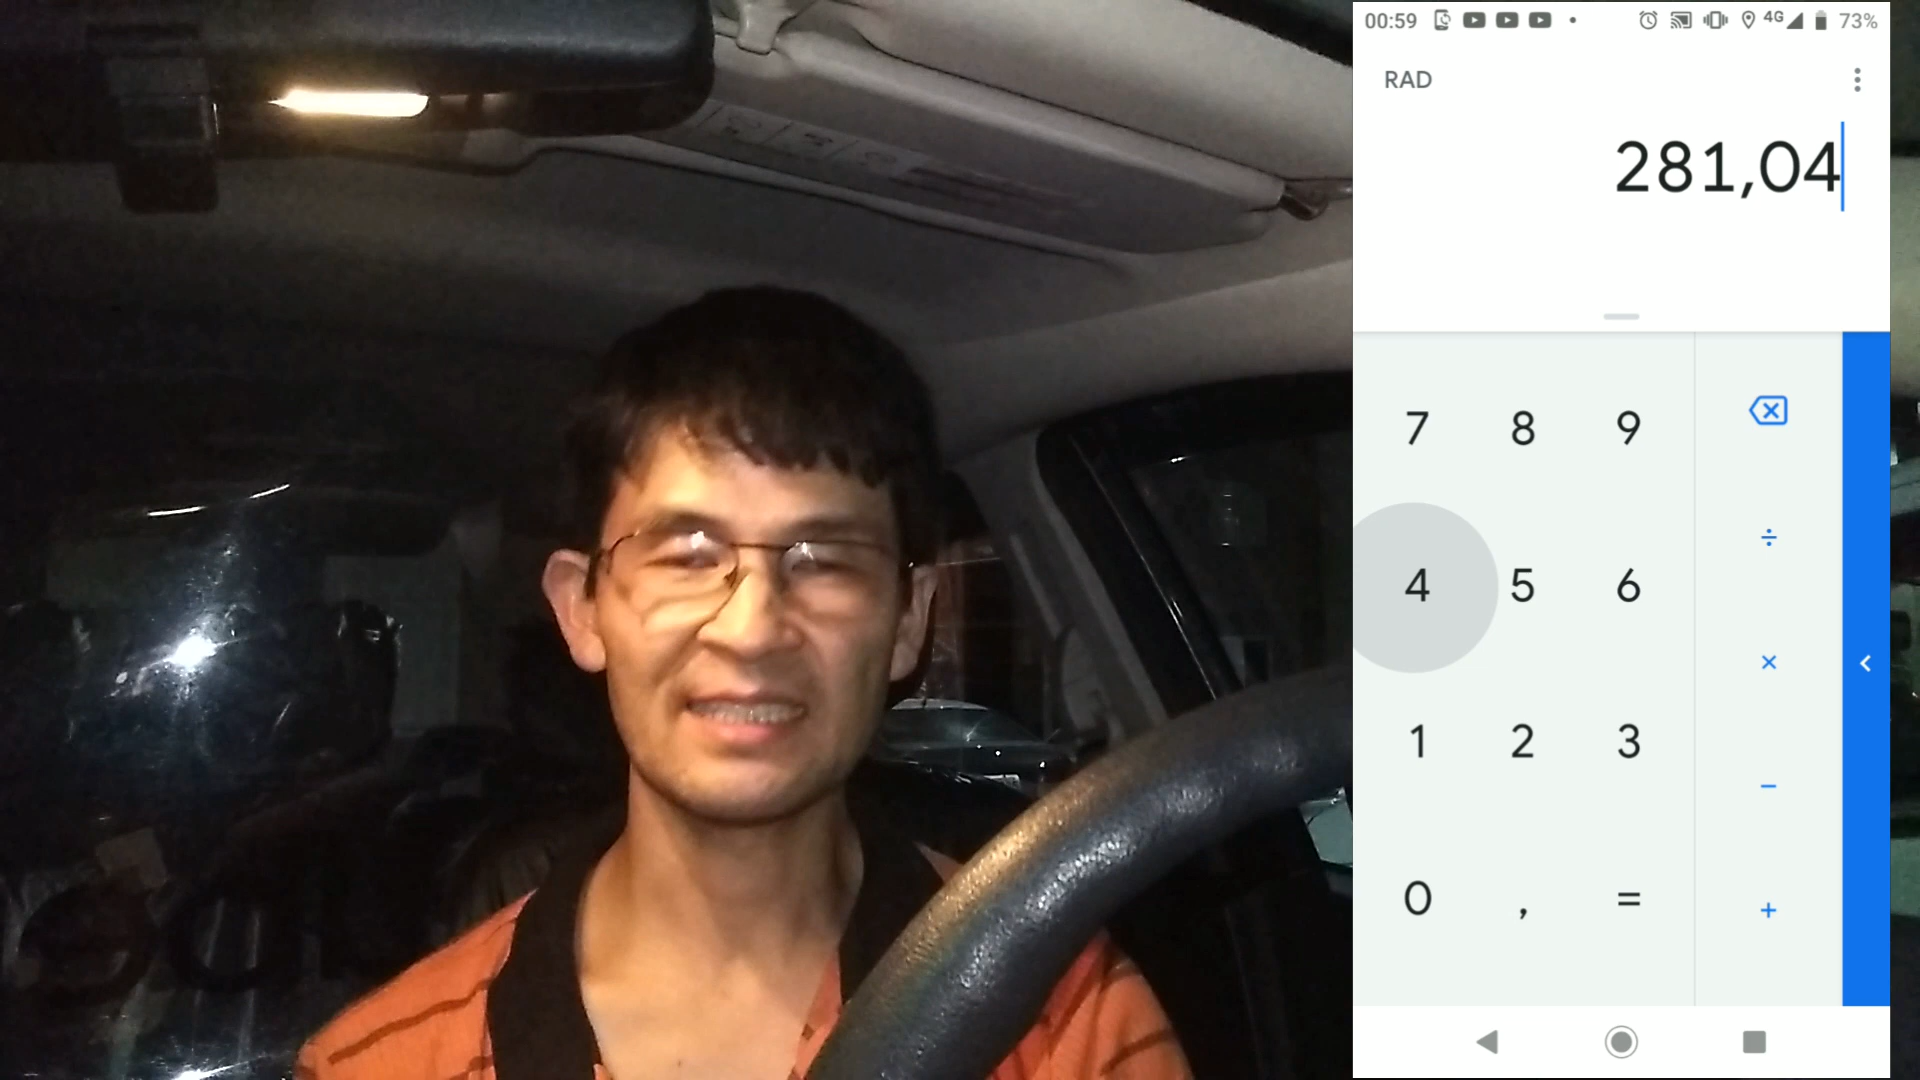 00:59 4G 73%
RAD
281,04
7 8 9
÷
4 5 6
×
1 2 3
−
0 , =
+